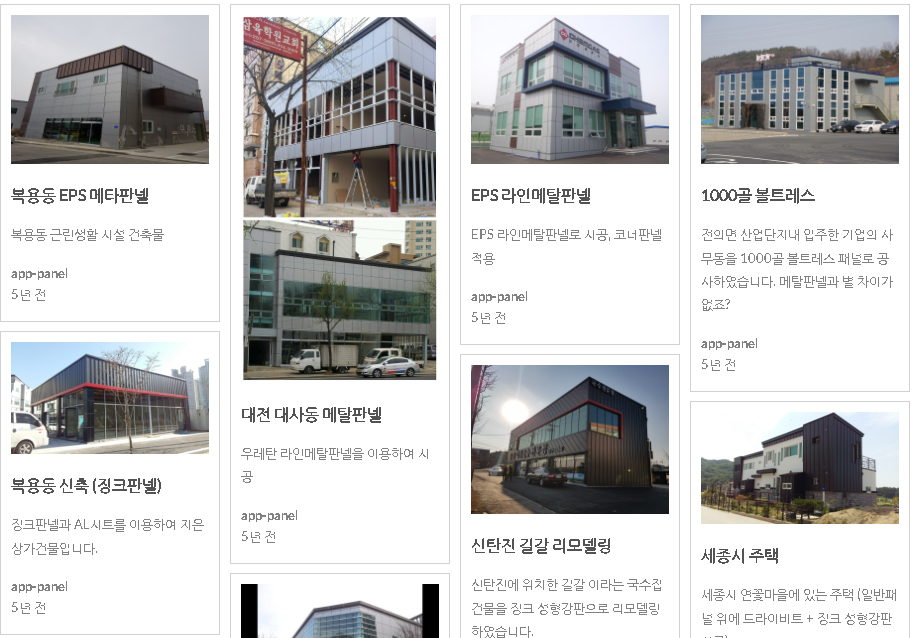 복용동 EPS 메타판넬
복용동 근린생활 시설 건축물
app-panel
5년 전
복용동 신축 (징크판넬)
징크판넬과 AL시트를 이용하여 지은
상가건물입니다.
app-panel
5년 전
삼육학원교회
대전 대사동 메탈판넬
우레탄 라인메탈판넬을 이용하여 시
공
app-panel
5년 전
EPS 라인메탈판넬
EPS 라인메탈판넬로 시공, 코너판넬
적용
app-panel
5년 전
신탄진 길갈 리모델링
신탄진에 위치한 길갈 이라는 국수집
건물을 징크 성형강판으로 리모델링
하였습니다.
1000골 볼트레스
전의면 산업단지내 입주한 기업의 사
무동을 1000골 볼트레스 패널로 공
사하였습니다. 메탈판넬과 별 차이가
없죠?
app-panel
5년 전
세종시 주택
세종시 연꽃마을에 있는 주택 (일반패
널 위에 드라이비트 + 징크 성형강판